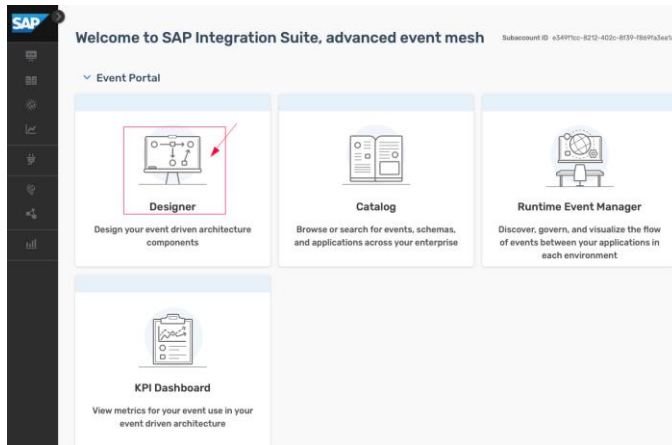 SAP
Welcome to SAP Integration Suite, advanced event mesh
Subaccount ID
Event Portal
Designer
Design your event driven architecture
components
Catalog
Browse or search for events, schemas,
and applications across your enterprise
Runtime Event Manager
Discover, govern, and visualize the flow
of events between your applications in
each environment
KPI Dashboard
View metrics for your event use in your
event driven architecture